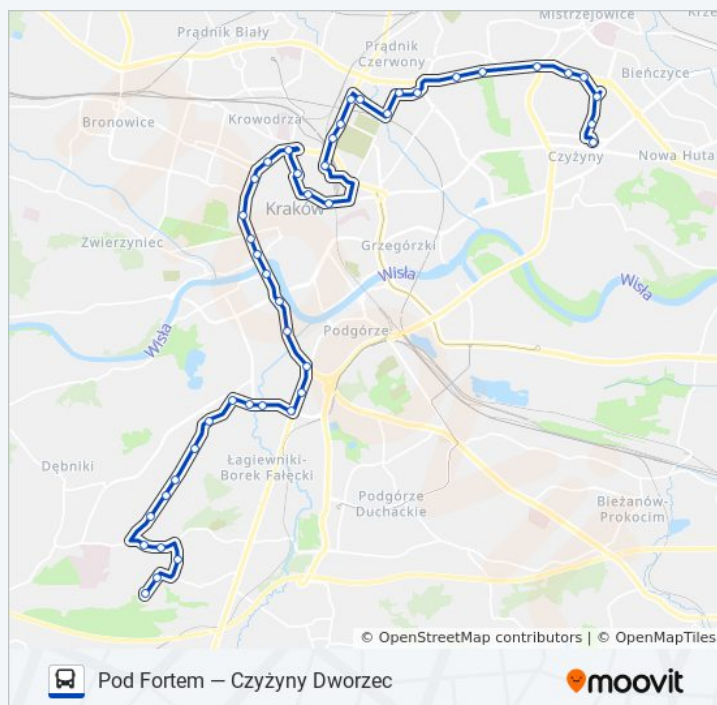 Mistrzejowice
Krze
Prądnik Biały
Prądnik
Czerwony
Bieńczyce
Bronowice
Krowodrza
Czyżyny
Nowa Huta
Kraków
Zwierzyniec
Grzegórzki
Wisła
Wisła
Wisła
Podgórze
Dębniki
Łagiewniki-
Borek Fałęcki
Podgórze
Duchackie
Bieżanów-
Prokocim
© OpenStreetMap contributors | © OpenMapTiles
Pod Fortem — Czyżyny Dworzec
moovit